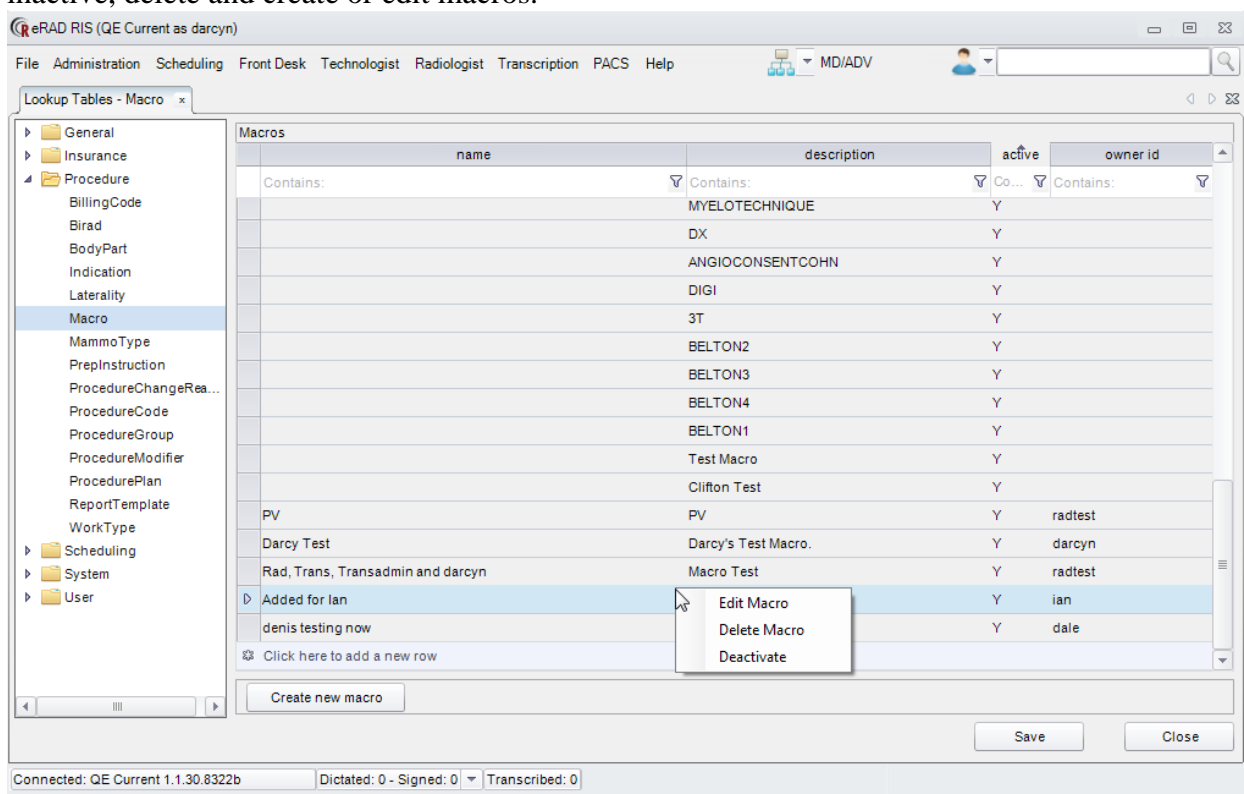 inactive, delete and create or edit macros.
eRAD RIS (QE Current as darcyn)
File Administration Scheduling Front Desk Technologist Radiologist Transcription PACS Help MD/ADV
Lookup Tables - Macro x
General
Insurance
Procedure
BillingCode
Birad
BodyPart
Indication
Laterality
Macro
MammoType
PrepInstruction
ProcedureChangeRea...
ProcedureCode
ProcedureGroup
ProcedureModifier
ProcedurePlan
ReportTemplate
WorkType
Scheduling
System
User
Macros
name description active owner id
Contains: Contains: Co... Contains:
MYELOTECHNIQUE Y
DX Y
ANGIOCONSENTCOHN Y
DIGI Y
3T Y
BELTON2 Y
BELTON3 Y
BELTON4 Y
BELTON1 Y
Test Macro Y
Clifton Test Y
PV PV Y radtest
Darcy Test Darcy's Test Macro. Y darcyn
Rad, Trans, Transadmin and darcyn Macro Test Y radtest
Added for Ian Y ian
denis testing now Y dale
Click here to add a new row
Edit Macro
Delete Macro
Deactivate
Create new macro
Save Close
Connected: QE Current 1.1.30.8322b Dictated: 0 - Signed: 0 Transcribed: 0